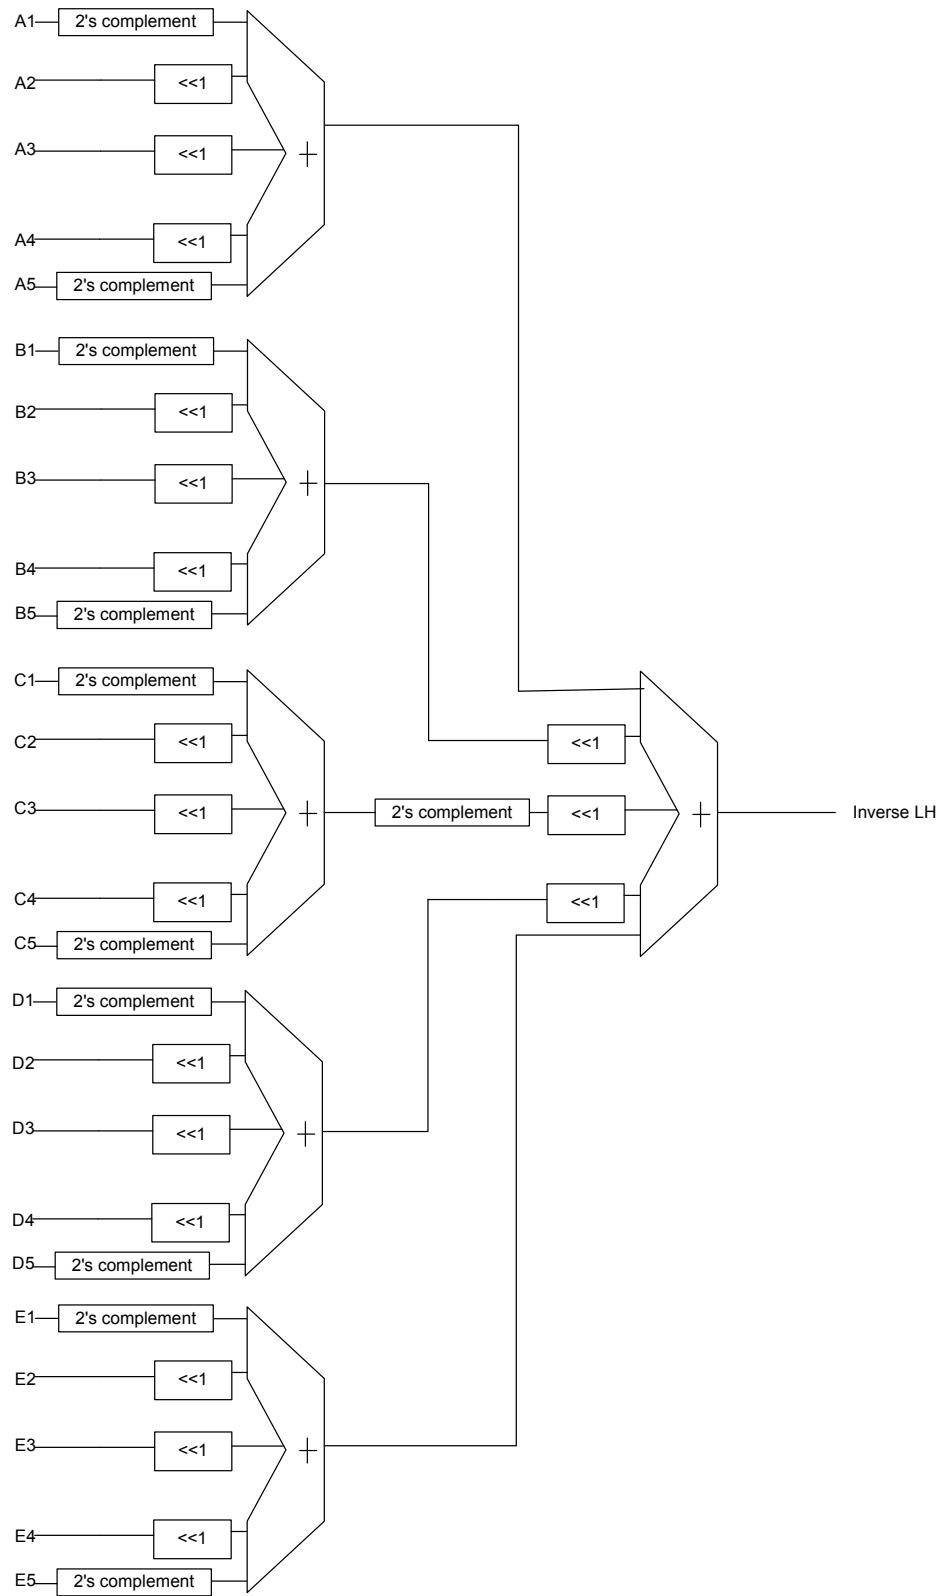 A1 2's complement
A2 <<1
A3 <<1 +
A4 <<1
A5 2's complement
B1 2's complement
B2 <<1
B3 <<1 +
B4 <<1
B5 2's complement
C1 2's complement
C2 <<1 <<1
C3 <<1 + 2's complement <<1 + Inverse LH
C4 <<1 <<1
C5 2's complement
D1 2's complement
D2 <<1
D3 <<1 +
D4 <<1
D5 2's complement
E1 2's complement
E2 <<1
E3 <<1 +
E4 <<1
E5 2's complement